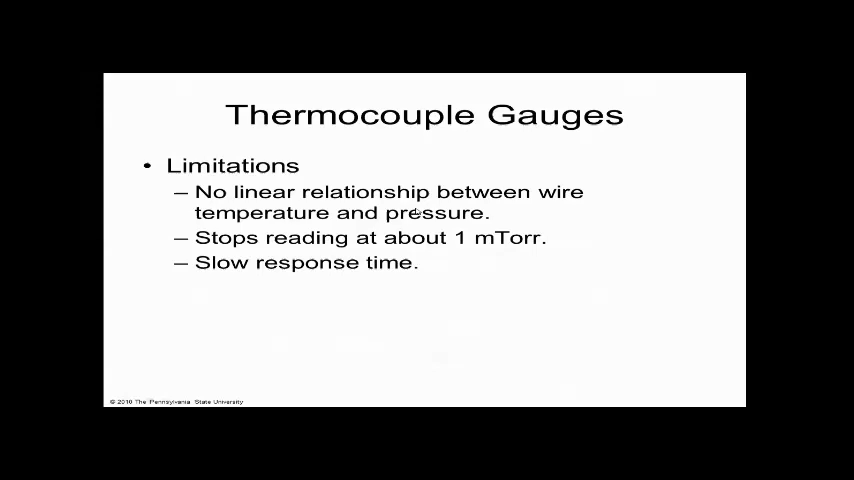 Thermocouple Gauges
• Limitations
– No linear relationship between wire
temperature and pressure.
– Stops reading at about 1 mTorr.
– Slow response time.
© 2010 The Pennsylvania State University